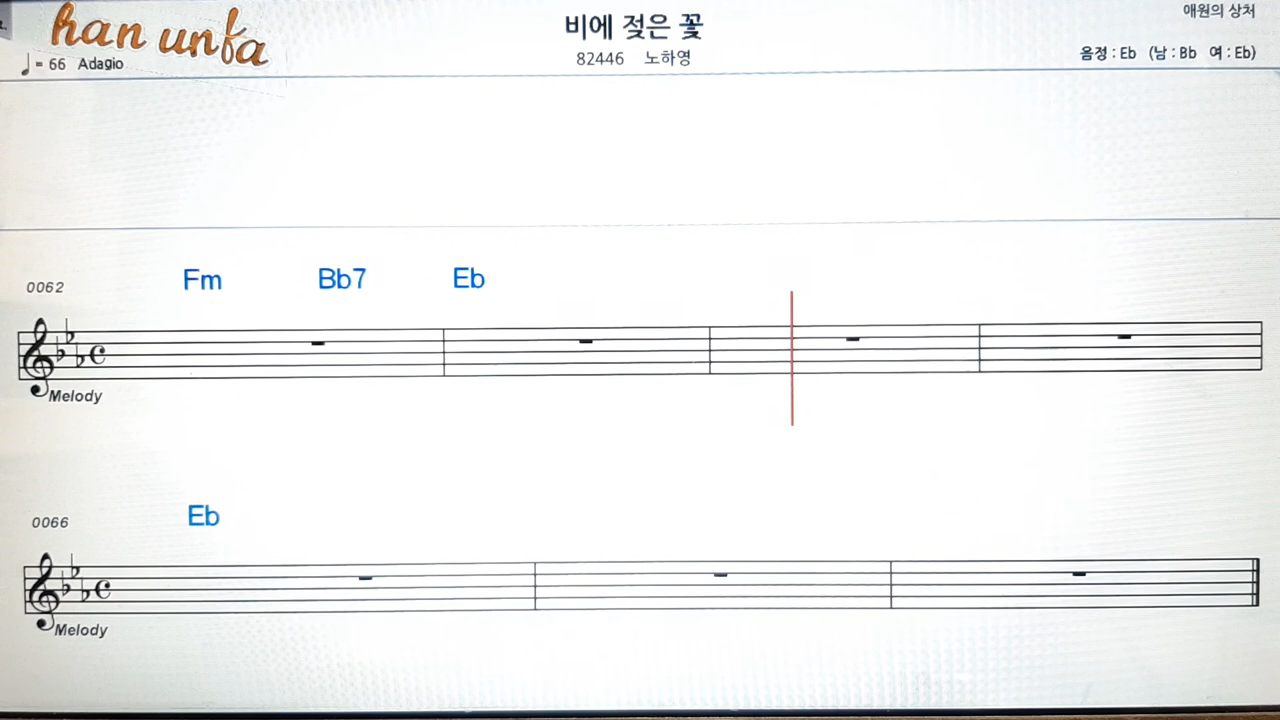 han unfa
비에 젖은 꽃
애원의 상처
♩ = 66 Adagio
82446 노하영
음정 : Eb (남 : Bb 여 : Eb)
0062
Fm Bb7 Eb
Melody
0066
Eb
Melody